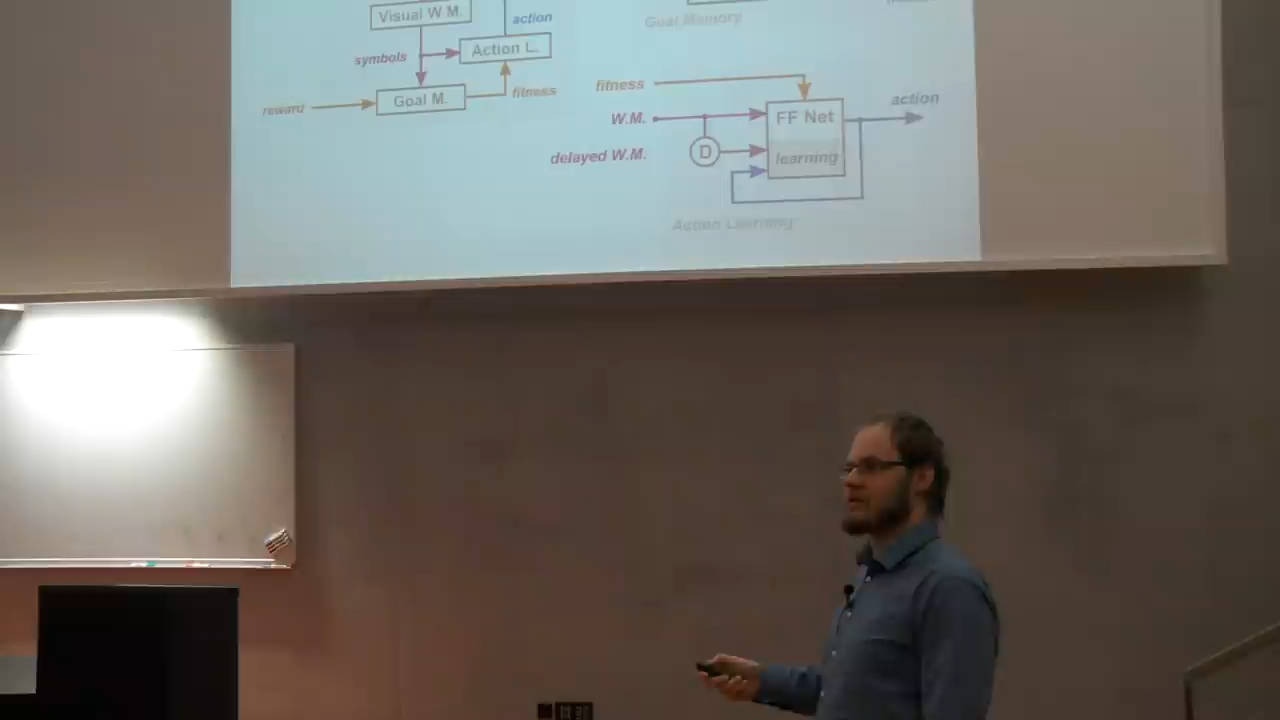 Visual W M.
action
symbols
Action L.
reward
Goal M.
fitness
Goal Memory
fitness
W.M.
FF Net
action
D
delayed W.M.
learning
Action Learning